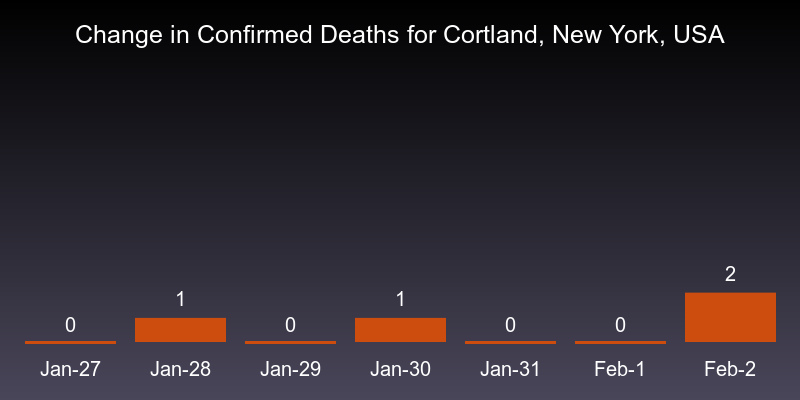 Change in Confirmed Deaths for Cortland, New York, USA
0 1 0 1 0 0 2
Jan-27 Jan-28 Jan-29 Jan-30 Jan-31 Feb-1 Feb-2